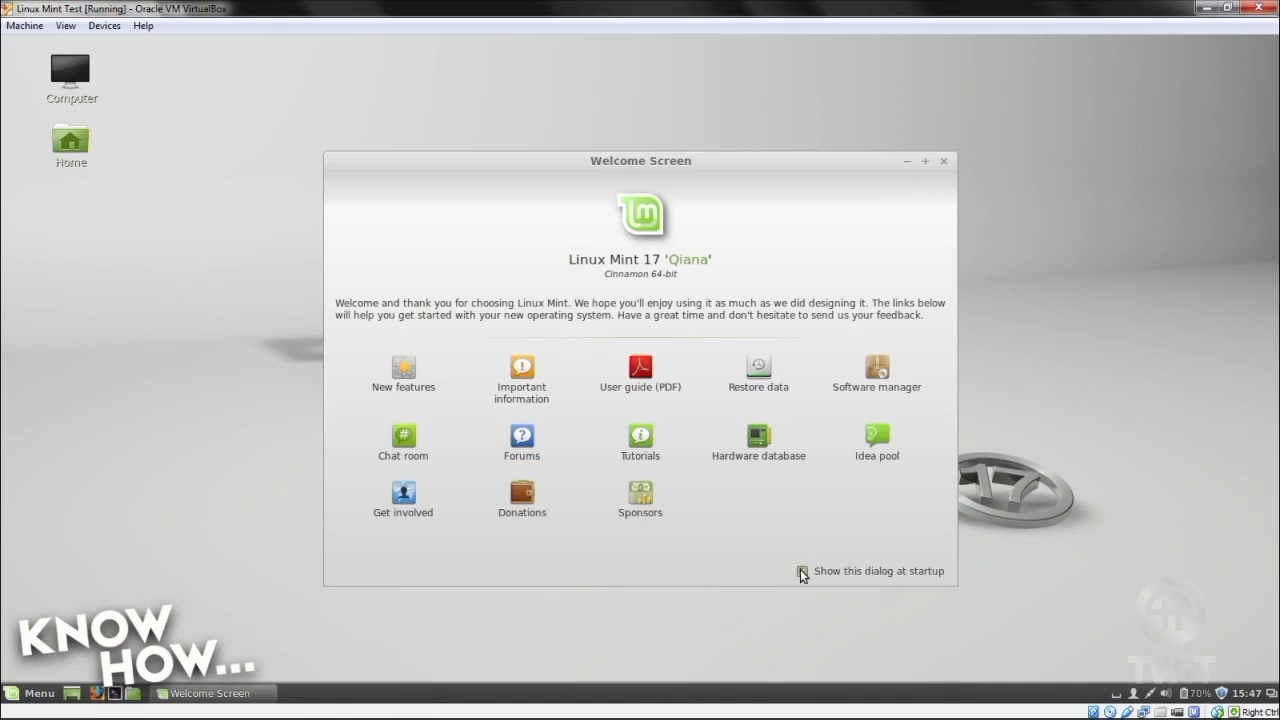 Linux Mint Test [Running] - Oracle VM VirtualBox
Machine View Devices Help
Computer
Home
Welcome Screen
Linux Mint 17 'Qiana'
Cinnamon 64-bit
Welcome and thank you for choosing Linux Mint. We hope you'll enjoy using it as much as we did designing it. The links below
will help you get started with your new operating system. Have a great time and don't hesitate to send us your feedback.
New features
Important
information
User guide (PDF)
Restore data
Software manager
Chat room
Forums
Tutorials
Hardware database
Idea pool
Get involved
Donations
Sponsors
17
Show this dialog at startup
KNOW
HOW...
TWiT
Menu
Welcome Screen
70%
15:47
Right Ctrl